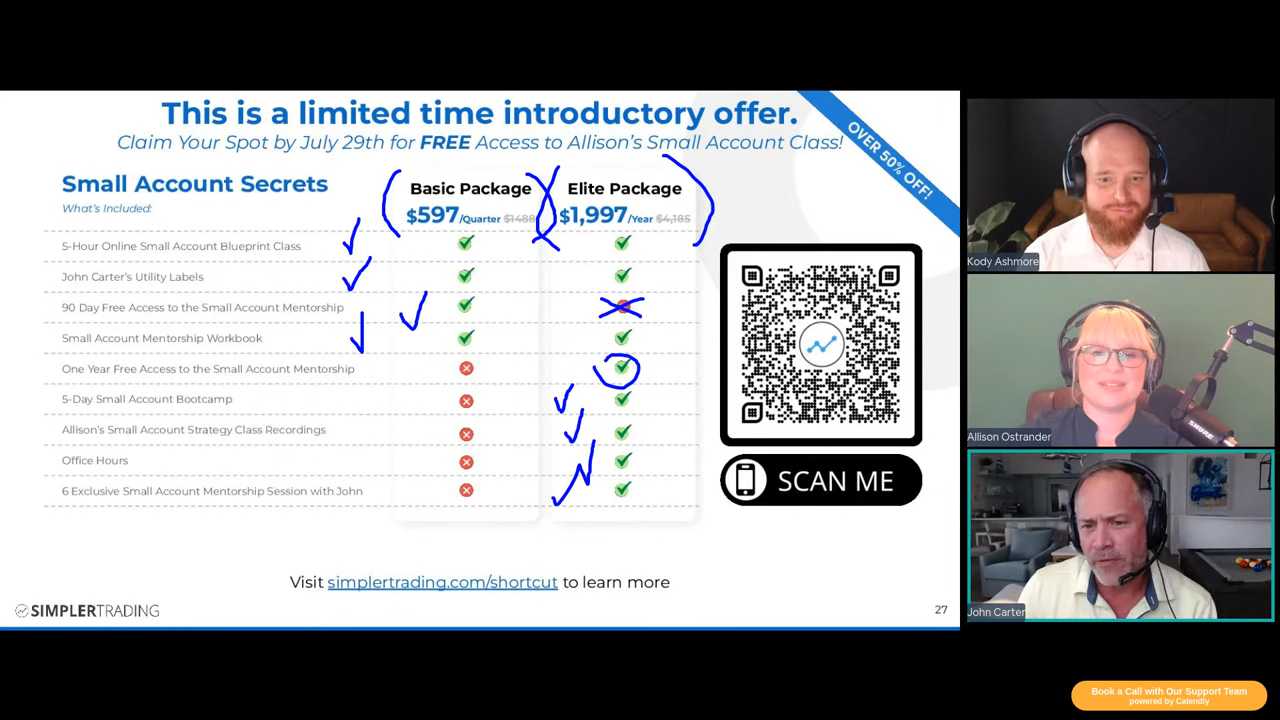 This is a limited time introductory offer.
Claim Your Spot by July 29th for FREE Access to Allison's Small Account Class!
OVER 50% OFF!
Small Account Secrets
What's Included:
Basic Package
$597/Quarter $1488
Elite Package
$1,997/Year $4,185
5-Hour Online Small Account Blueprint Class
John Carter's Utility Labels
90 Day Free Access to the Small Account Mentorship
Small Account Mentorship Workbook
One Year Free Access to the Small Account Mentorship
5-Day Small Account Bootcamp
Allison's Small Account Strategy Class Recordings
Office Hours
6 Exclusive Small Account Mentorship Session with John
SCAN ME
Visit simplertrading.com/shortcut to learn more
SIMPLERTRADING
27
Kody Ashmore
Allison Ostrander
SHURE
John Carter
Book a Call with Our Support Team
powered by Calendly